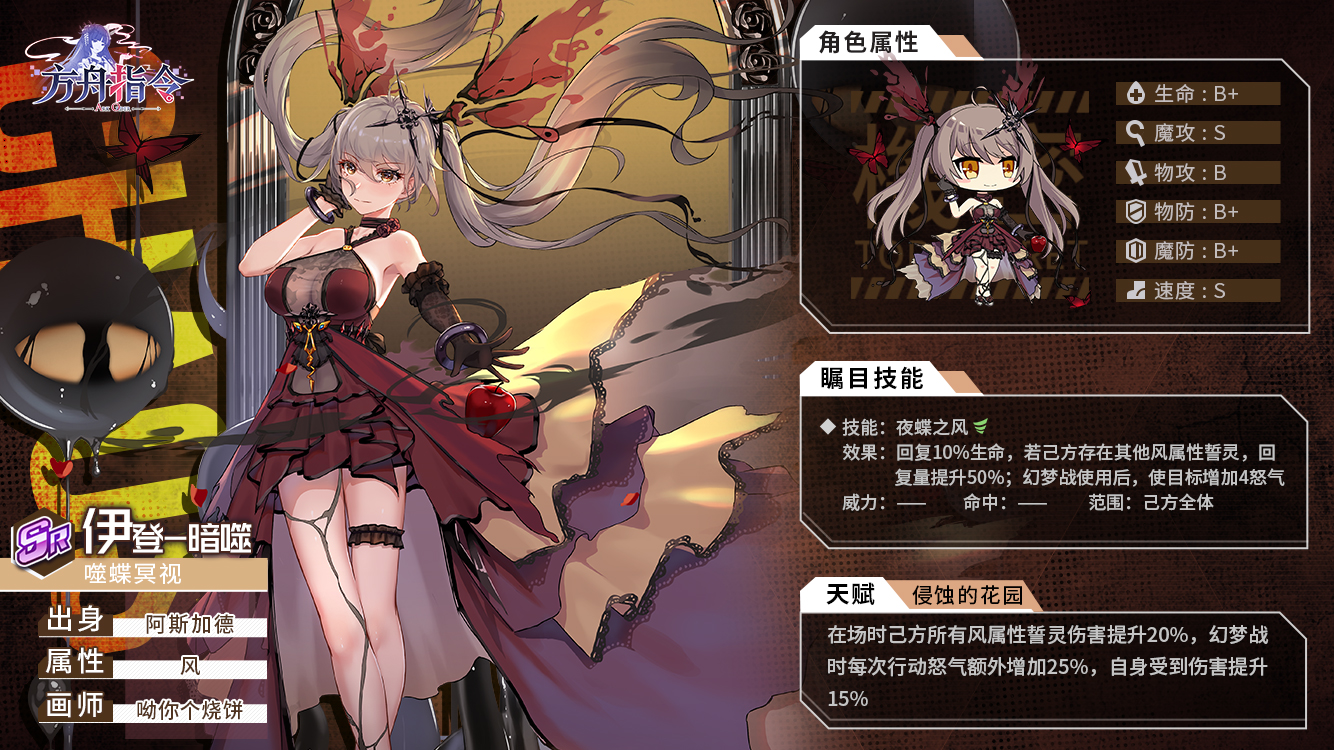 方舟指令
ARK ORDER
SR
伊登—暗噬
噬蝶冥视
出身 阿斯加德
属性 风
画师 呦你个烧饼
角色属性
生命：B+
魔攻：S
物攻：B
物防：B+
魔防：B+
速度：S
瞩目技能
◆ 技能：夜蝶之风
效果：回复10%生命，若己方存在其他风属性誓灵，回
复量提升50%；幻梦战使用后，使目标增加4怒气
威力：—— 命中：—— 范围：己方全体
天赋 侵蚀的花园
在场时己方所有风属性誓灵伤害提升20%，幻梦战
时每次行动怒气额外增加25%，自身受到伤害提升
15%